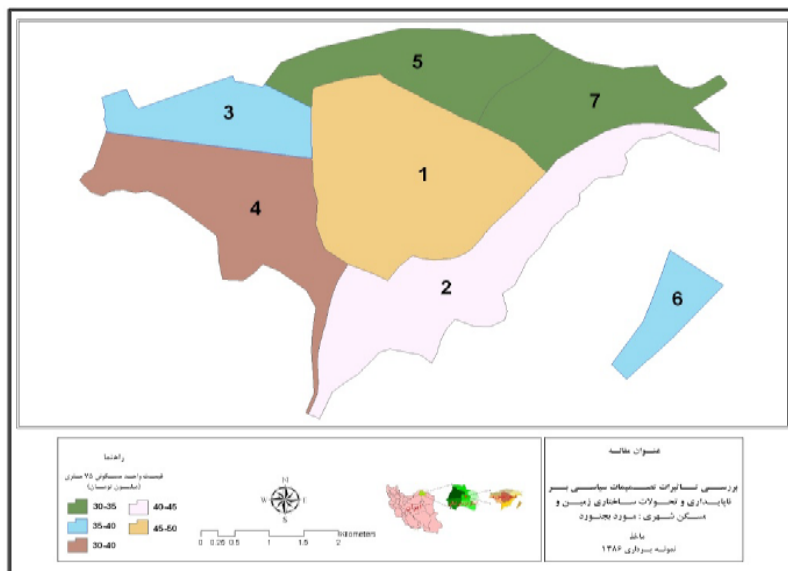 5
7
3
1
4
2
6
راهنما
قیمت واحد مسکونی ۷۵ متری
(میلیون تومان)
30-35
40-45
35-40
45-50
30-40
N
W
E
S
0 0.25 0.5 1 1.5 2
Kilometers
عنوان مقاله
بررسی تاثیرات تصمیمات سیاسی بر
ناپایداری و تحولات ساختاری زمین و
مسکن شهری : مورد بجنورد
ماخذ
نمونه برداری ۱۳۸۶